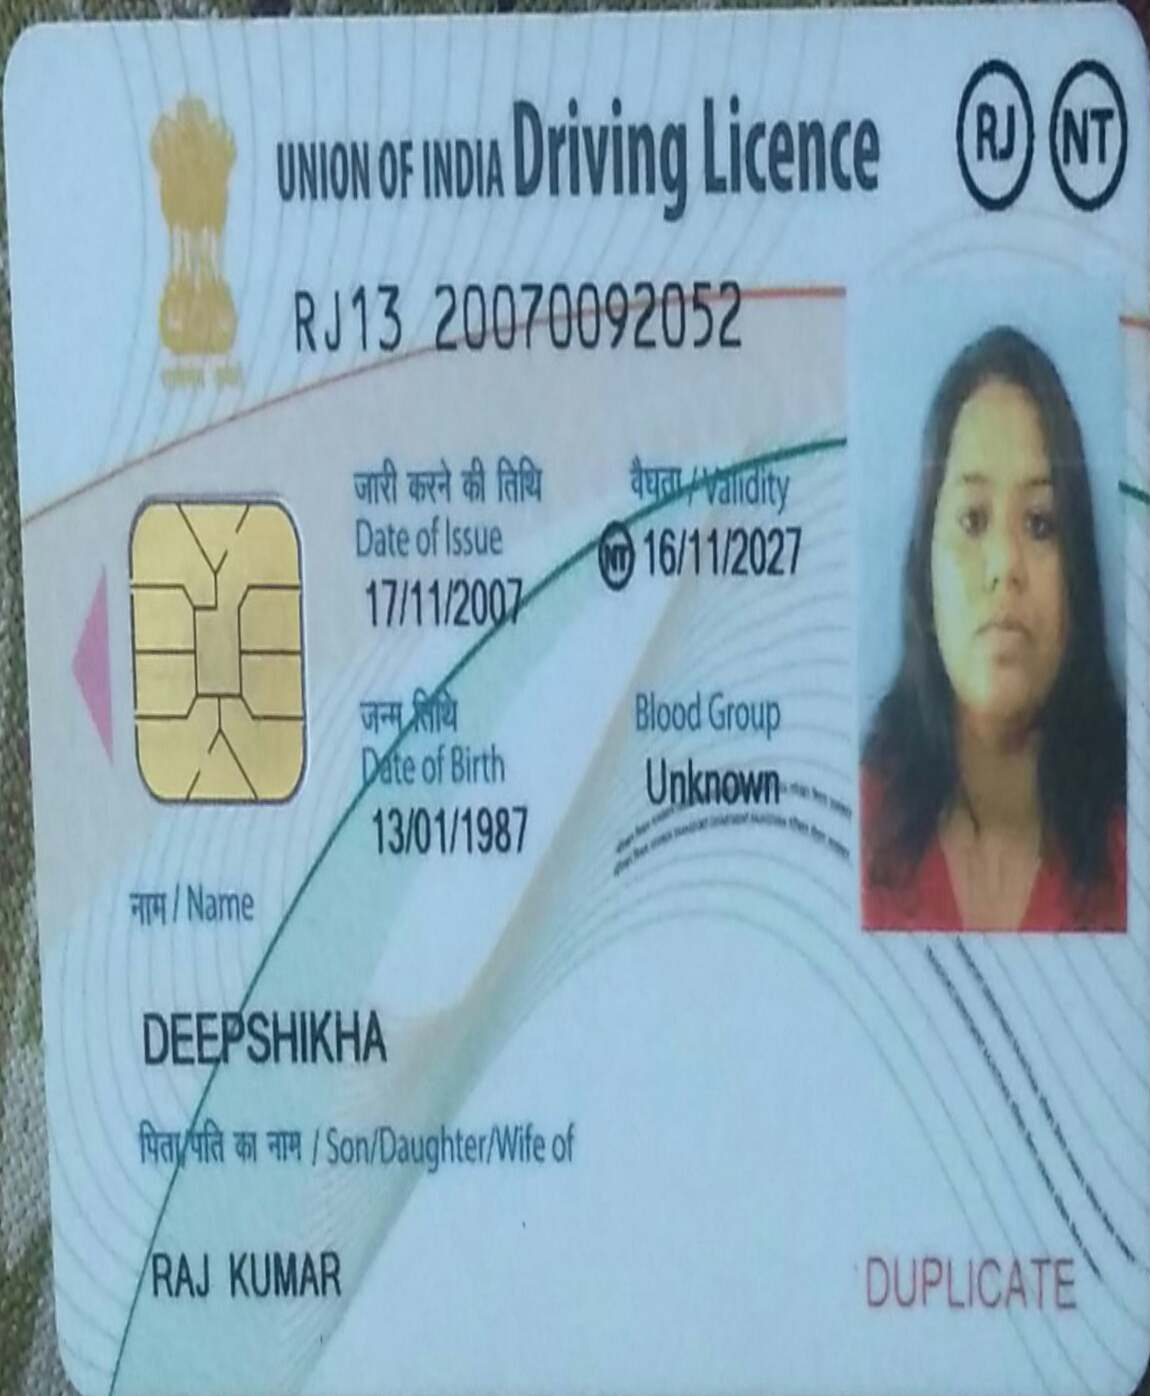 UNION OF INDIA Driving Licence RJ NT
RJ13 20070092052
जारी करने की तिथि
Date of Issue
17/11/2007
वैधता / Validity
NT 16/11/2027
जन्म तिथि
Date of Birth
13/01/1987
Blood Group
Unknown
नाम / Name
DEEPSHIKHA
पिता/पति का नाम / Son/Daughter/Wife of
RAJ KUMAR
DUPLICATE